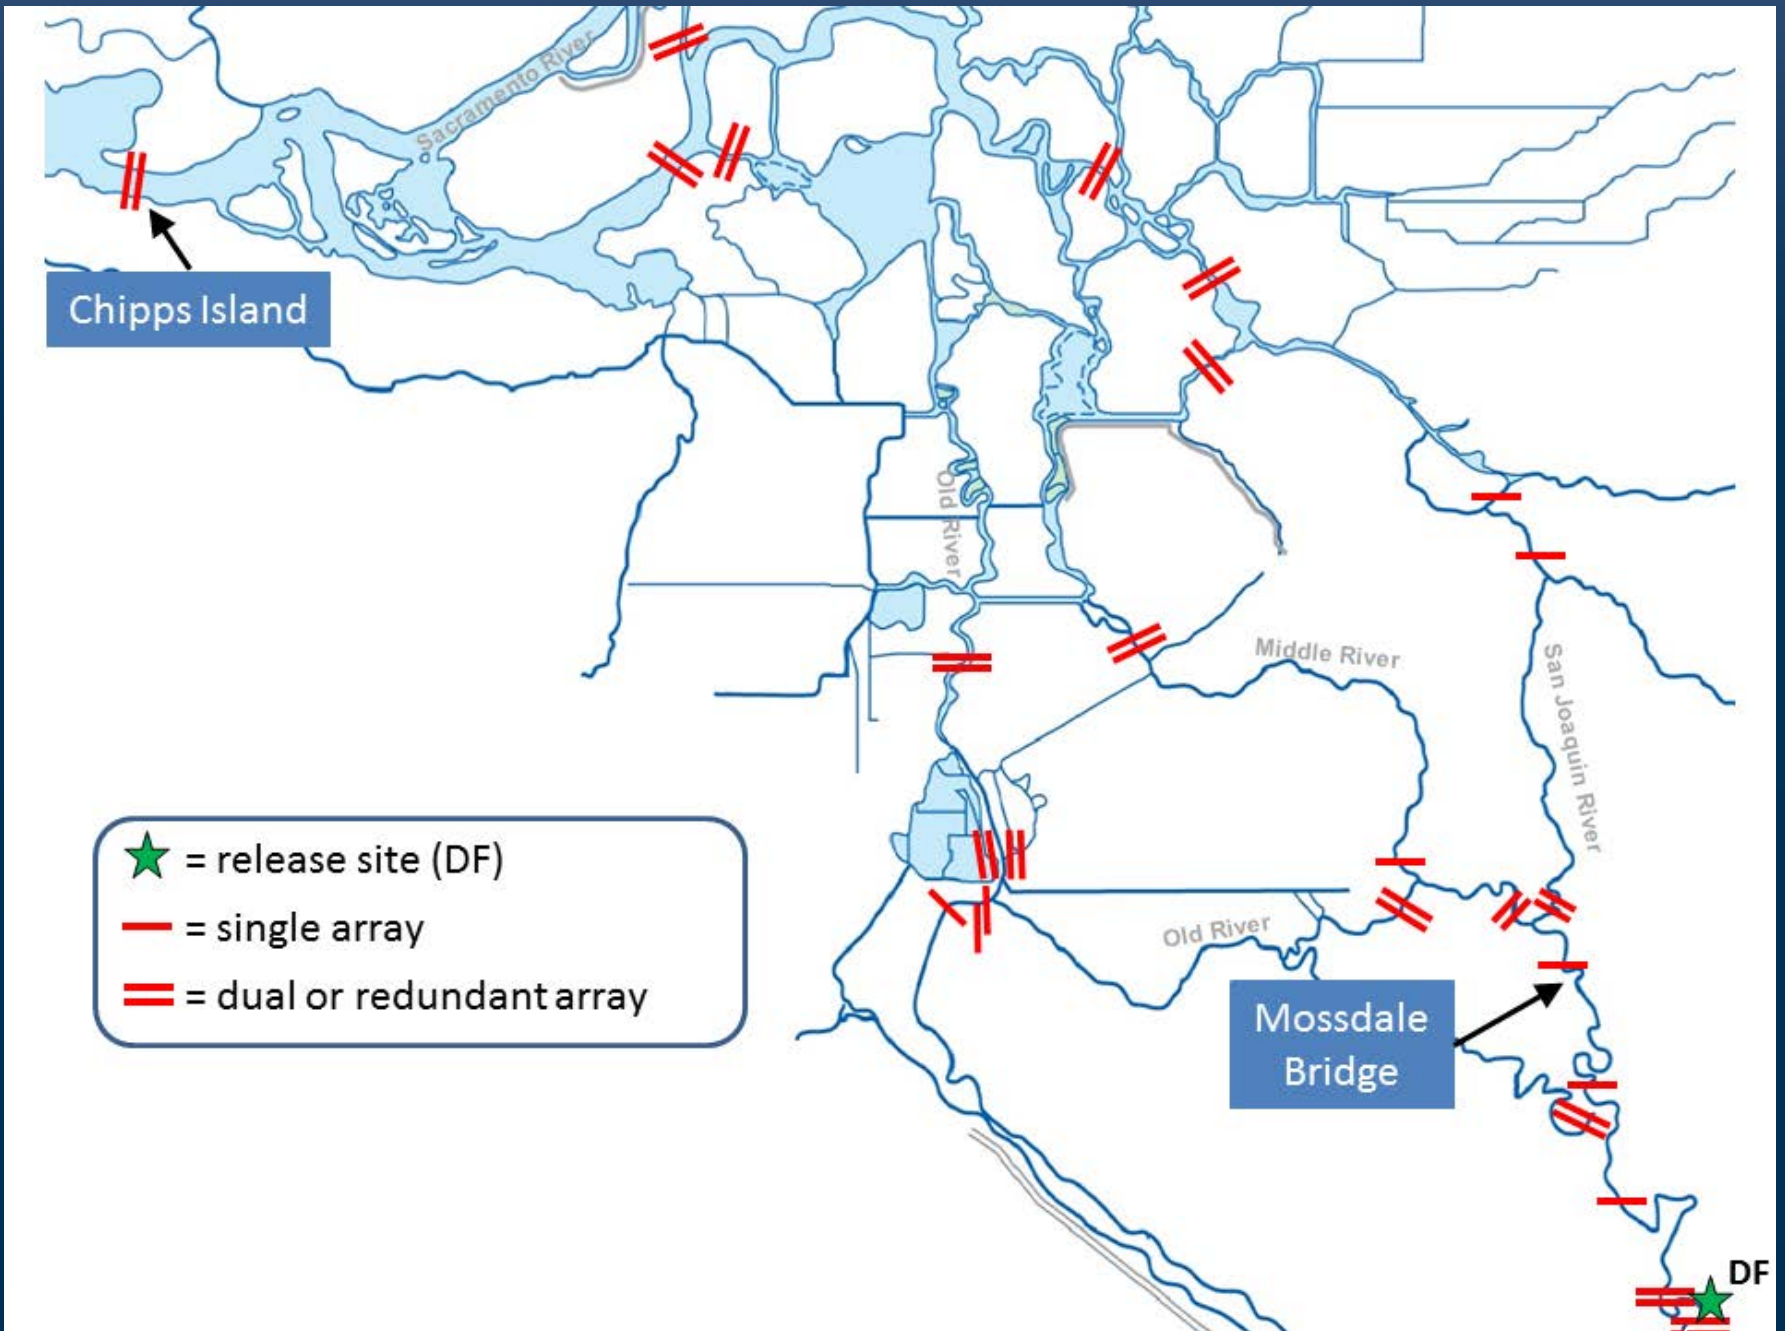 Sacramento River
Chipps Island
Old River
Middle River
San Joaquin River
= release site (DF)
= single array
= dual or redundant array
Old River
Mossdale
Bridge
DF